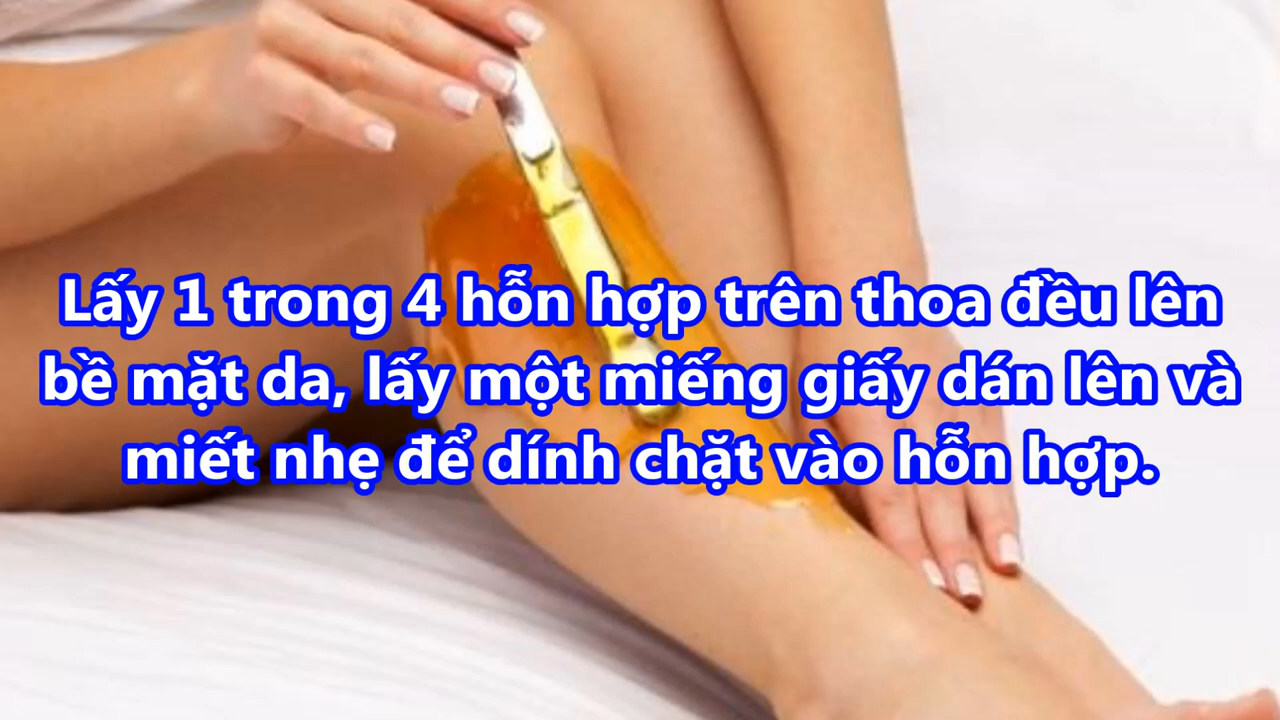 Lấy 1 trong 4 hỗn hợp trên thoa đều lên
bề mặt da, lấy một miếng giấy dán lên và
miết nhẹ để dính chặt vào hỗn hợp.